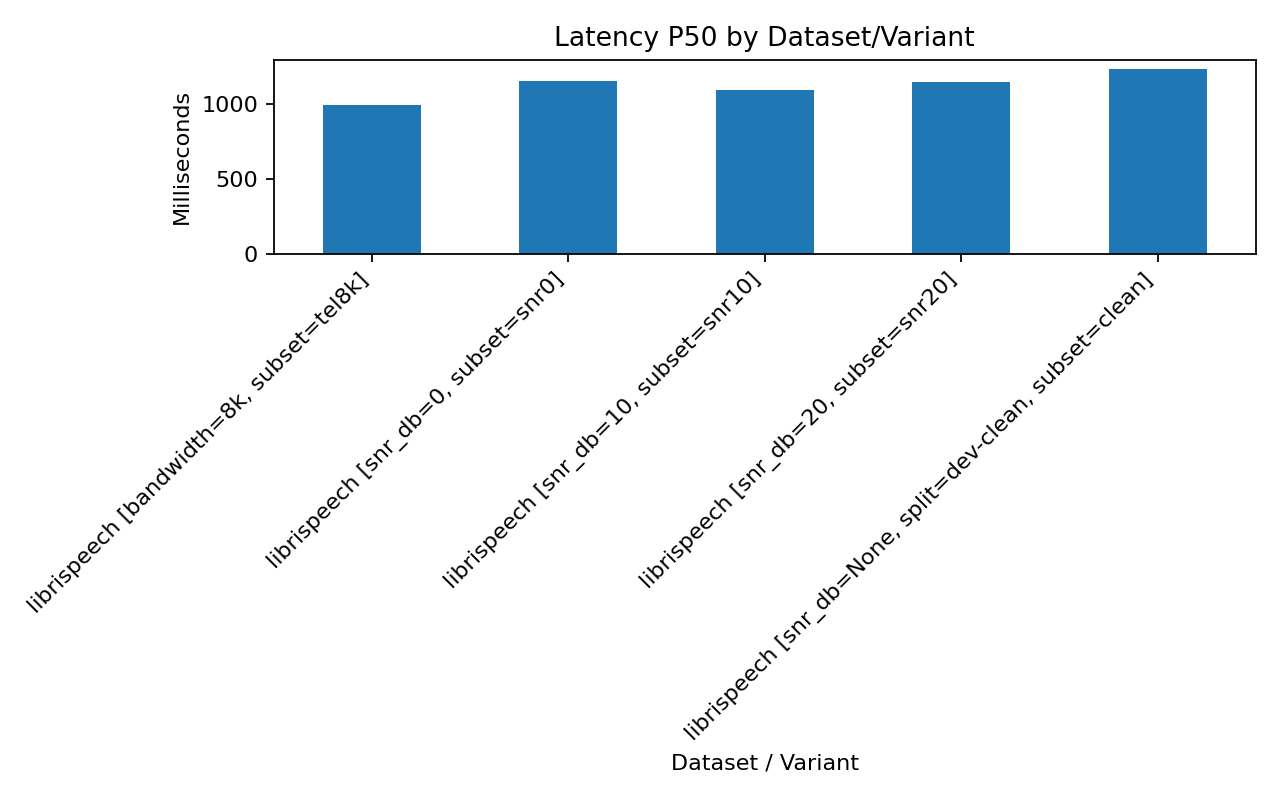 Latency P50 by Dataset/Variant
Milliseconds
1000
500
0
librispeech [bandwidth=8k, subset=tel8k]
librispeech [snr_db=0, subset=snr0]
librispeech [snr_db=10, subset=snr10]
librispeech [snr_db=20, subset=snr20]
librispeech [snr_db=None, split=dev-clean, subset=clean]
Dataset / Variant